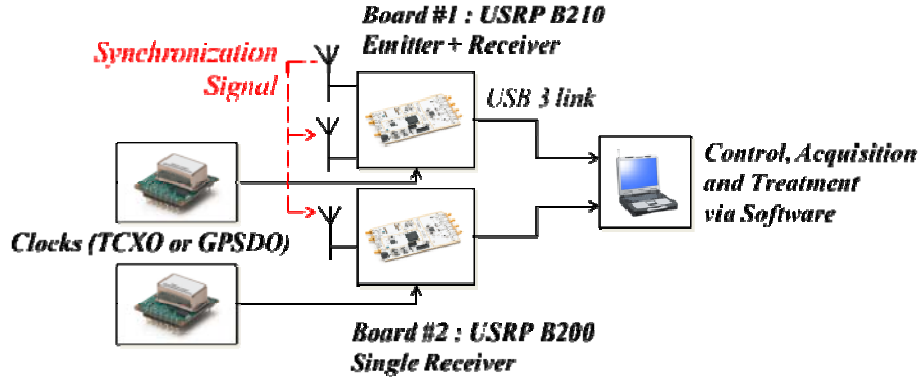 Board #1 : USRP B210
Emitter + Receiver
Synchronization
Signal
USB 3 link
Control, Acquisition
and Treatment
via Software
Clocks (TCXO or GPSDO)
Board #2 : USRP B200
Single Receiver